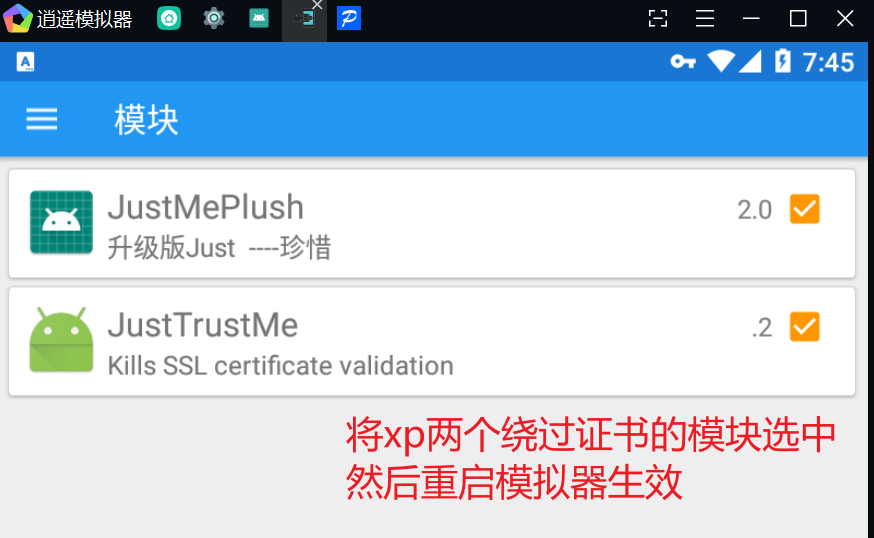 逍遥模拟器
7:45
模块
JustMePlush
2.0
升级版Just ----珍惜
JustTrustMe
.2
Kills SSL certificate validation
将xp两个绕过证书的模块选中
然后重启模拟器生效